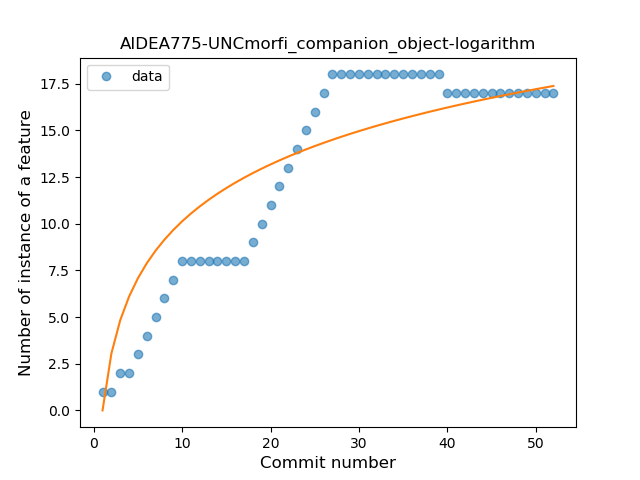 AIDEA775-UNCmorfi_companion_object-logarithm
data
Number of instance of a feature
17.5
15.0
12.5
10.0
7.5
5.0
2.5
0.0
0 10 20 30 40 50
Commit number